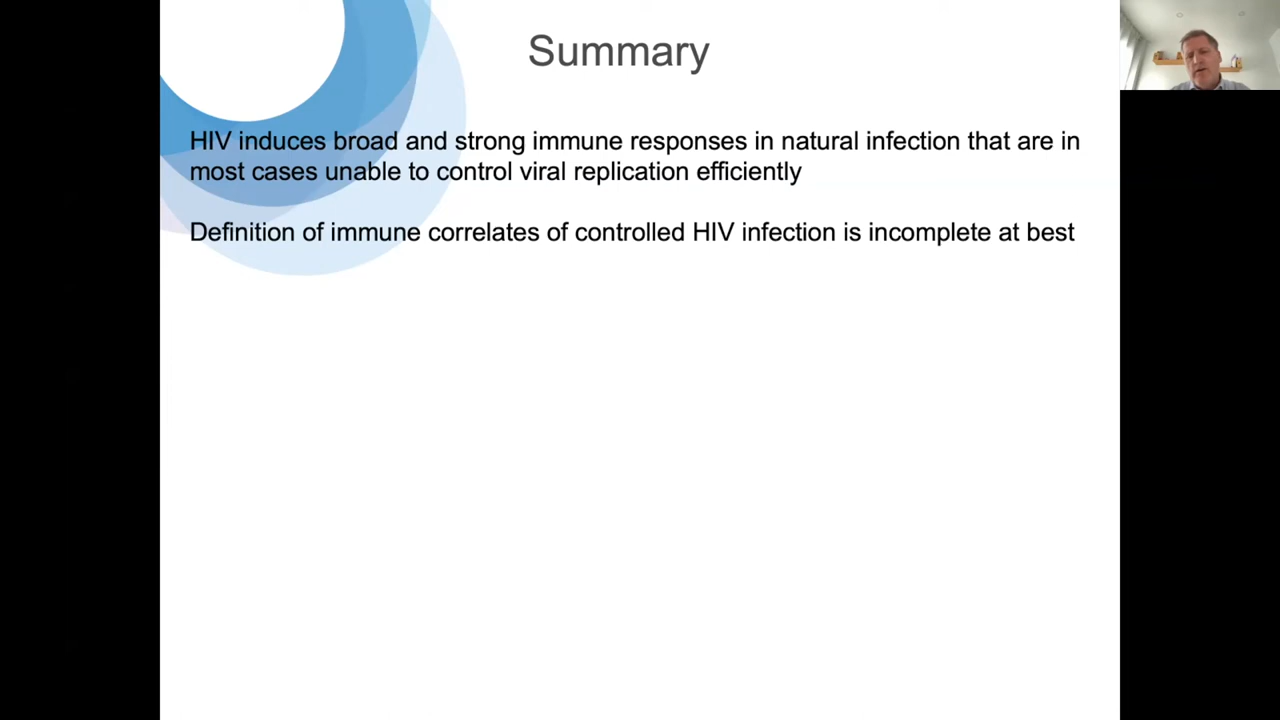 Summary
HIV induces broad and strong immune responses in natural infection that are in
most cases unable to control viral replication efficiently
Definition of immune correlates of controlled HIV infection is incomplete at best